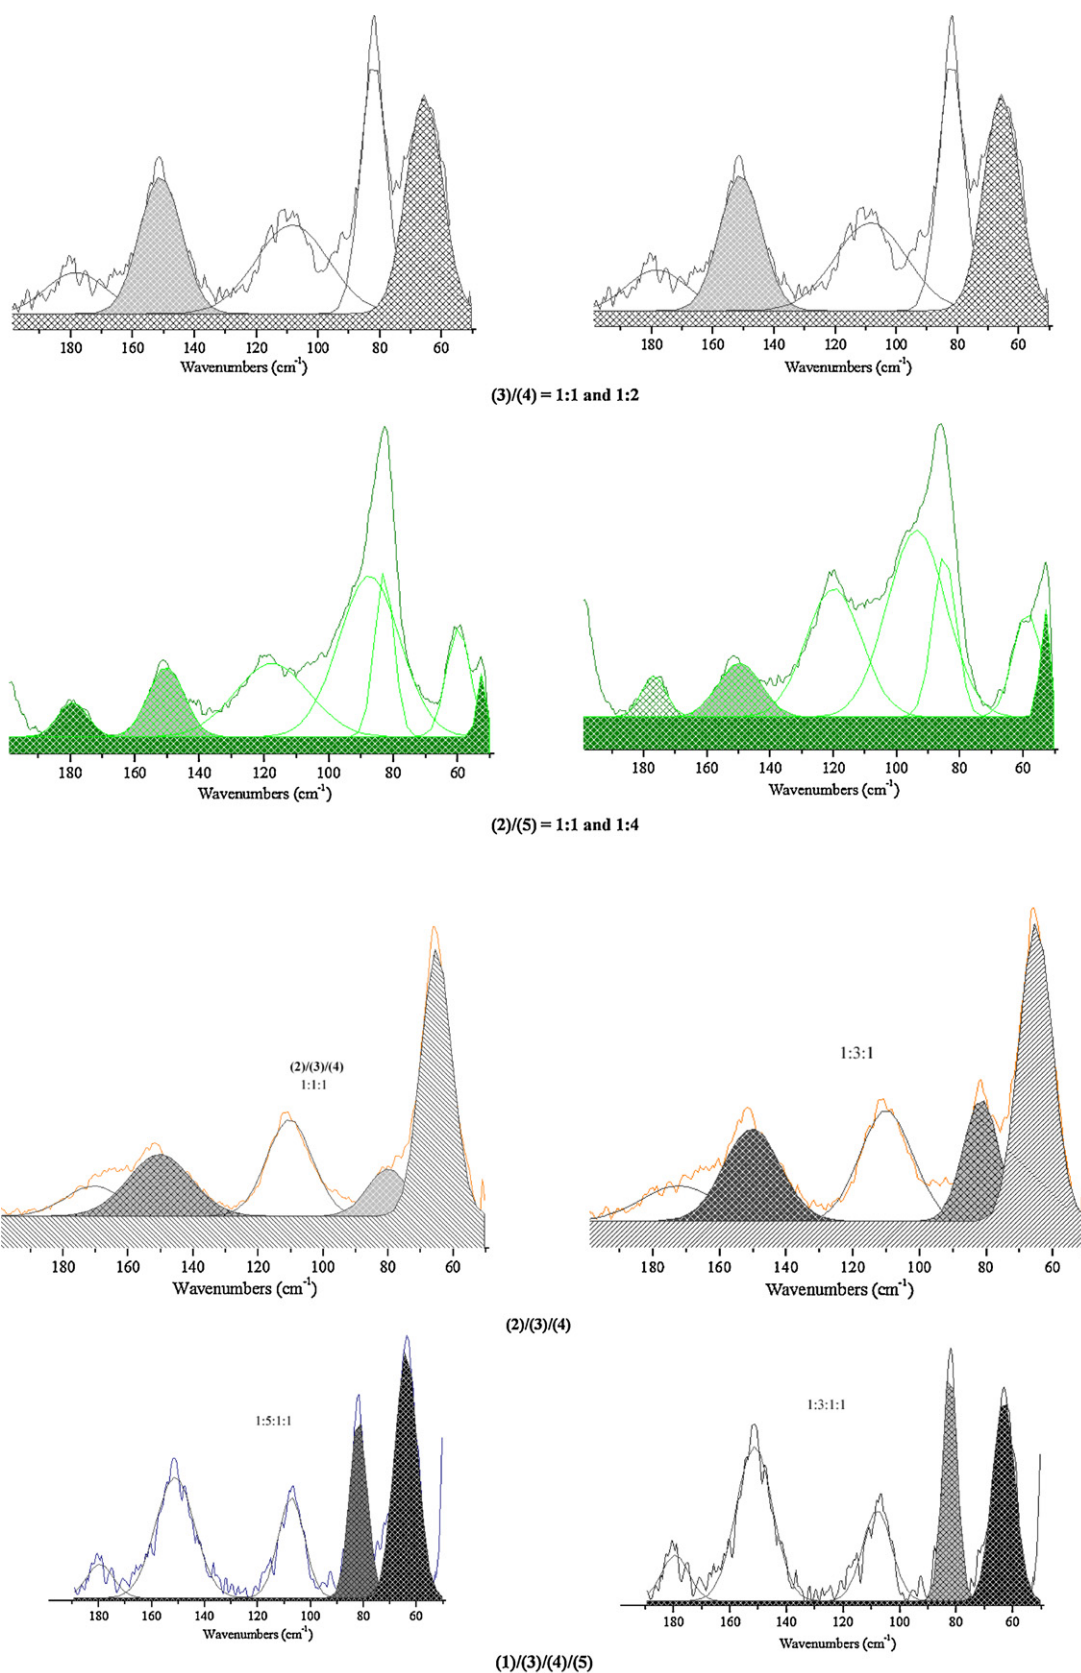 180 160 140 120 100 80 60 180 160 140 120 100 80 60
Wavenumbers (cm⁻¹) Wavenumbers (cm⁻¹)
(3)/(4) = 1:1 and 1:2
180 160 140 120 100 80 60 180 160 140 120 100 80 60
Wavenumbers (cm⁻¹) Wavenumbers (cm⁻¹)
(2)/(5) = 1:1 and 1:4
(2)/(3)/(4)
1:1:1
1:3:1
180 160 140 120 100 80 60 180 160 140 120 100 80 60
Wavenumbers (cm⁻¹) Wavenumbers (cm⁻¹)
(2)/(3)/(4)
1:5:1:1 1:3:1:1
180 160 140 120 100 80 60 180 160 140 120 100 80 60
Wavenumbers (cm⁻¹) Wavenumbers (cm⁻¹)
(1)/(3)/(4)/(5)